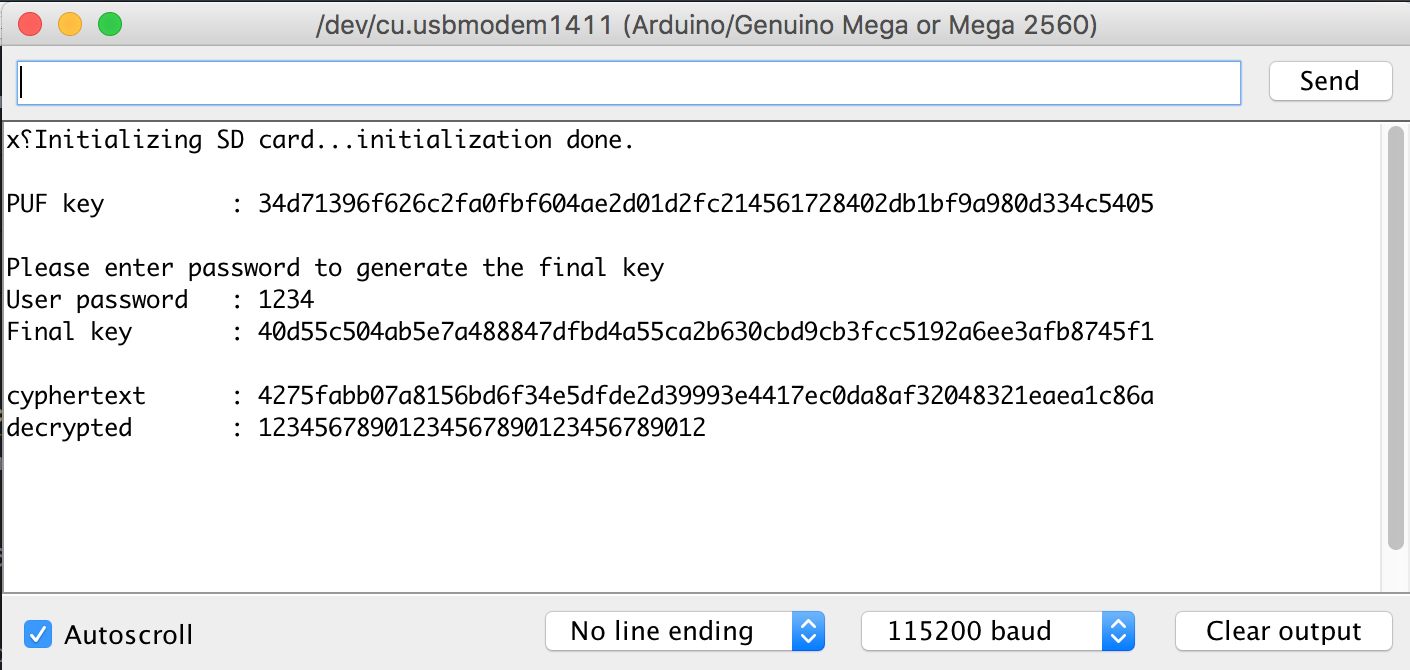 /dev/cu.usbmodem1411 (Arduino/Genuino Mega or Mega 2560)
Send
x⸮Initializing SD card...initialization done.
PUF key : 34d71396f626c2fa0fbf604ae2d01d2fc214561728402db1bf9a980d334c5405
Please enter password to generate the final key
User password : 1234
Final key : 40d55c504ab5e7a488847dfbd4a55ca2b630cbd9cb3fcc5192a6ee3afb8745f1
cyphertext : 4275fabb07a8156bd6f34e5dfde2d39993e4417ec0da8af32048321eaea1c86a
decrypted : 12345678901234567890123456789012
Autoscroll
No line ending
115200 baud
Clear output